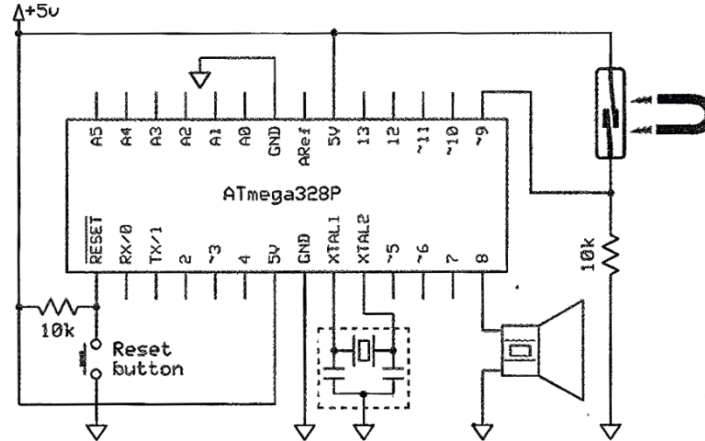 +5v
A5
A4
A3
A2
A1
A0
GND
ARef
5V
13
12
~11
~10
~9
ATmega328P
RESET
RX/0
TX/1
2
~3
4
5V
GND
XTAL1
XTAL2
~5
~6
7
8
10k
10k
Reset
button